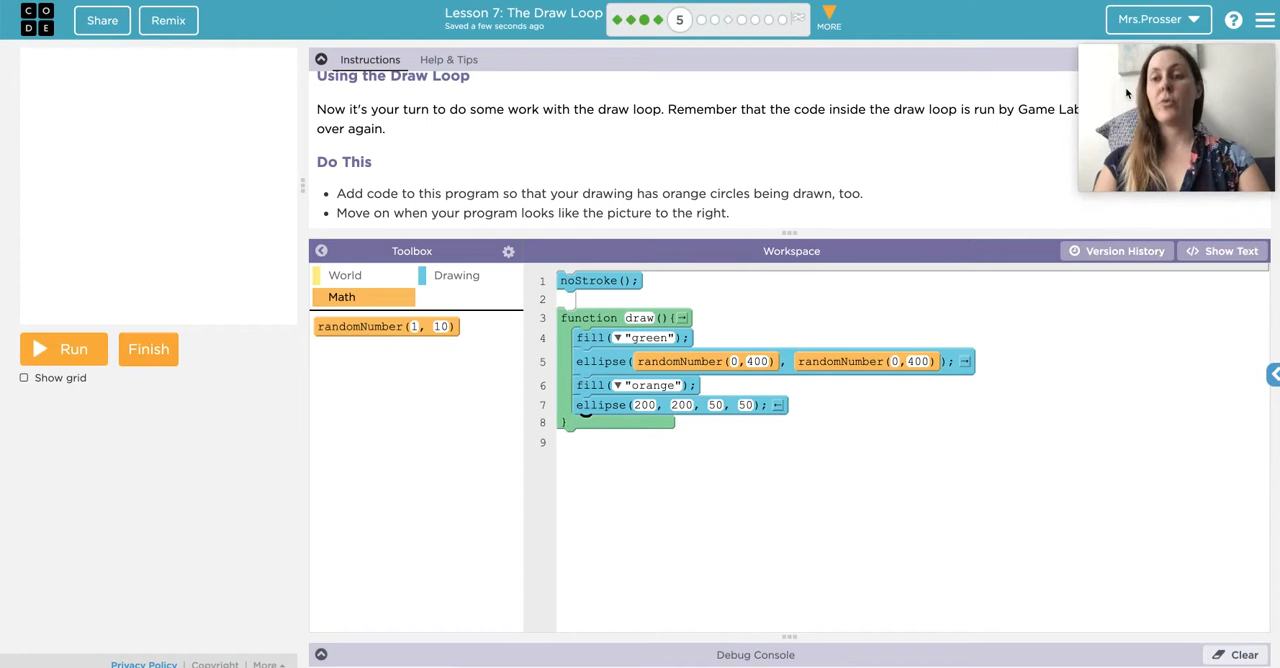 CO
DE
Share
Remix
Lesson 7: The Draw Loop
Saved a few seconds ago
5
MORE
Mrs.Prosser
?
Instructions
Help & Tips
Using the Draw Loop
Now it's your turn to do some work with the draw loop. Remember that the code inside the draw loop is run by Game Lab
over again.
Do This
• Add code to this program so that your drawing has orange circles being drawn, too.
• Move on when your program looks like the picture to the right.
Toolbox
Workspace
Version History
</> Show Text
World
Drawing
Math
randomNumber(1, 10)
1 noStroke();
2
3 function draw(){
4 fill("green");
5 ellipse(randomNumber(0,400), randomNumber(0,400));
6 fill("orange");
7 ellipse(200, 200, 50, 50);
8 }
9
Run
Finish
Show grid
Debug Console
Clear
Privacy Policy | Copyright | More